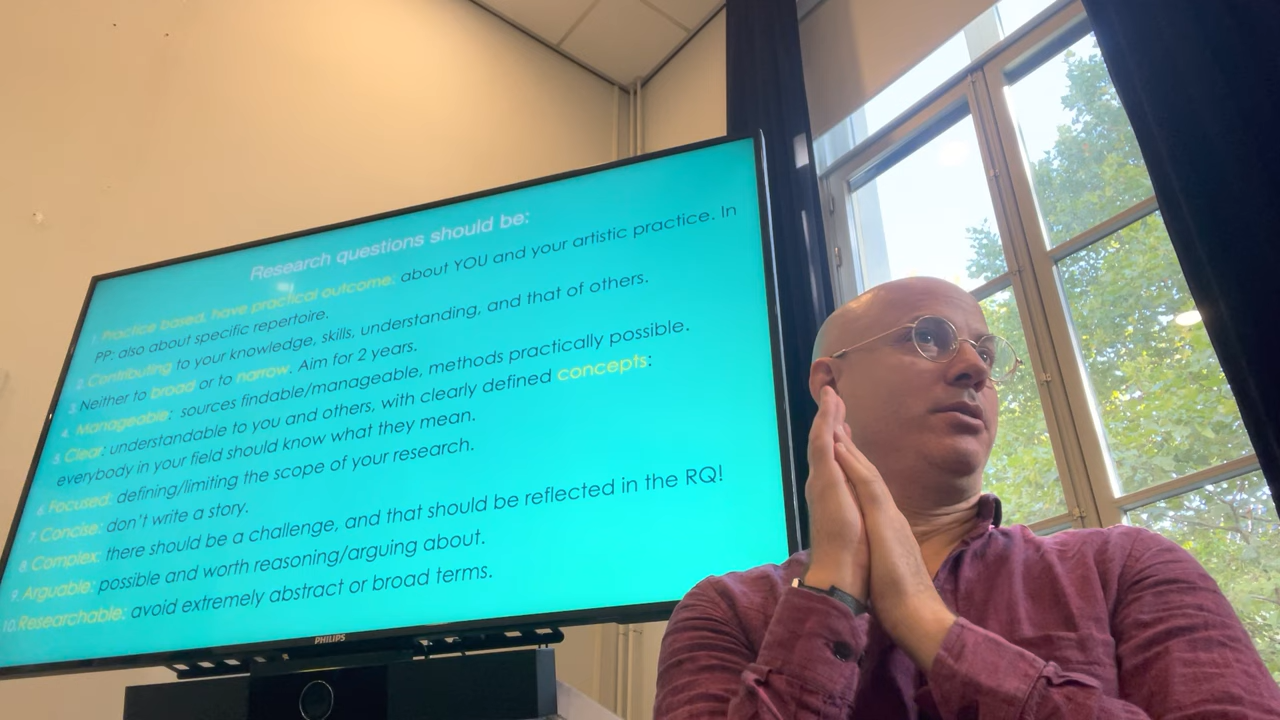 Research questions should be:
1. Practice based, have practical outcome: about YOU and your artistic practice. In
PP: also about specific repertoire.
2. Contributing to your knowledge, skills, understanding, and that of others.
3. Neither to broad or to narrow. Aim for 2 years.
4. Manageable: sources findable/manageable, methods practically possible.
5. Clear: understandable to you and others, with clearly defined concepts:
everybody in your field should know what they mean.
6. Focused: defining/limiting the scope of your research.
7. Concise: don't write a story.
8. Complex: there should be a challenge, and that should be reflected in the RQ!
9. Arguable: possible and worth reasoning/arguing about.
10. Researchable: avoid extremely abstract or broad terms.
PHILIPS